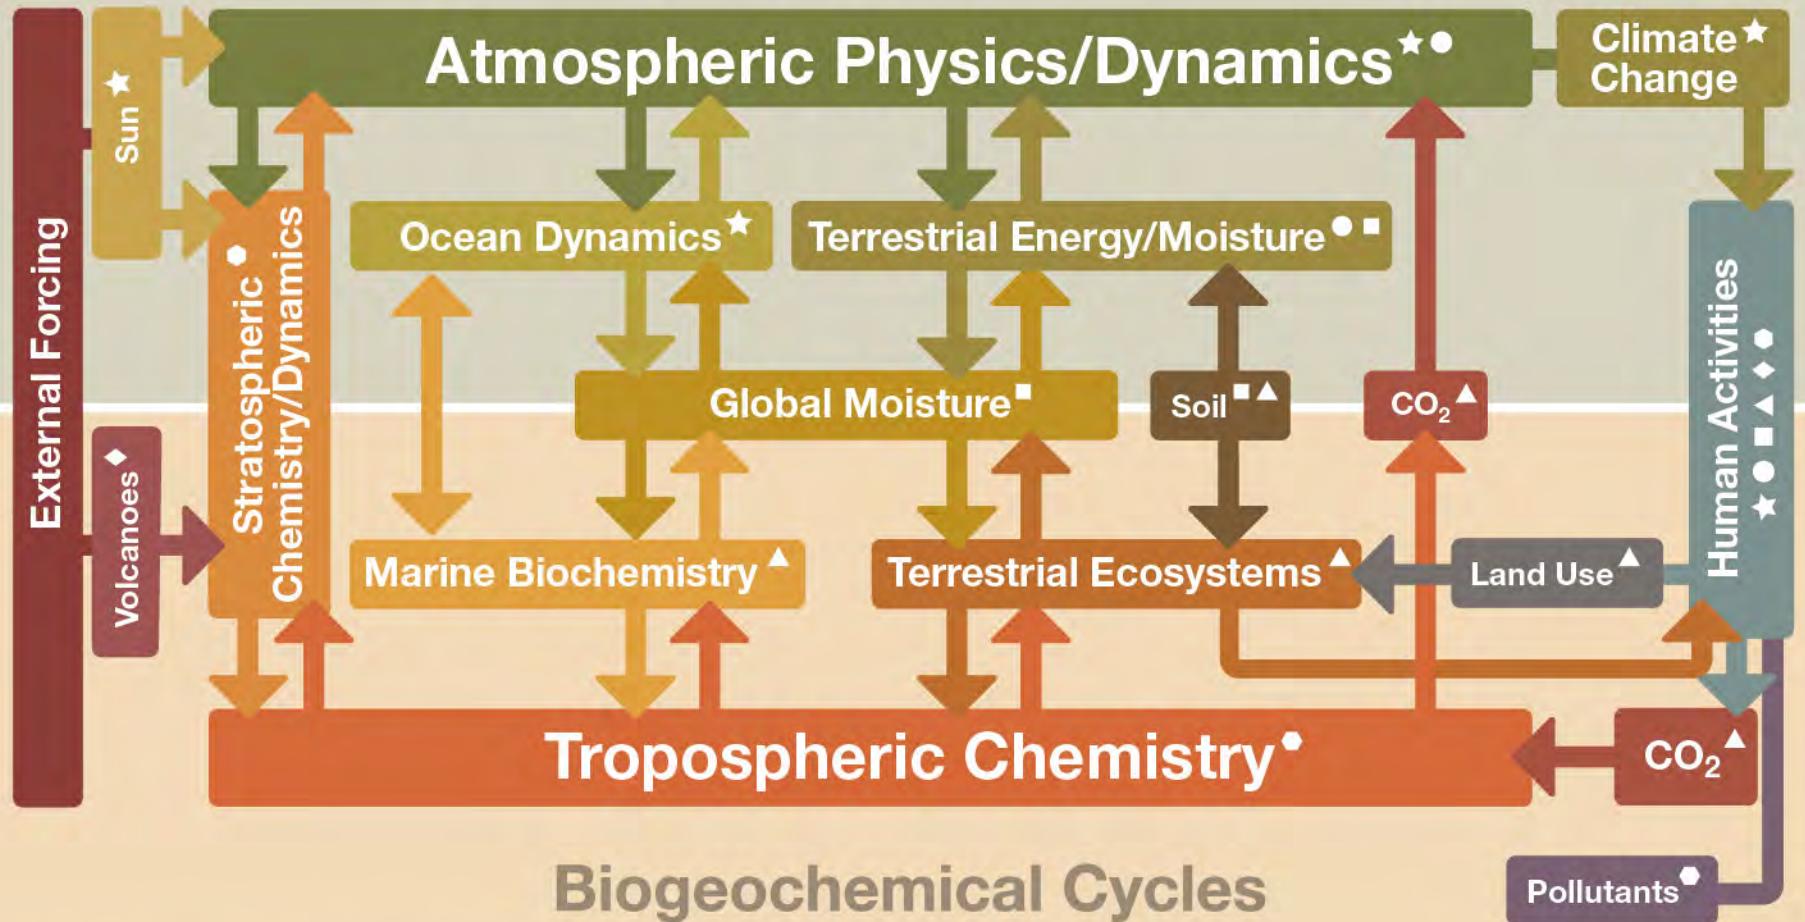 External Forcing
Sun
Volcanoes
Atmospheric Physics/Dynamics
Climate
Change
Stratospheric
Chemistry/Dynamics
Ocean Dynamics
Terrestrial Energy/Moisture
Global Moisture
Soil
CO₂
Human Activities
Marine Biochemistry
Terrestrial Ecosystems
Land Use
Tropospheric Chemistry
CO₂
Biogeochemical Cycles
Pollutants